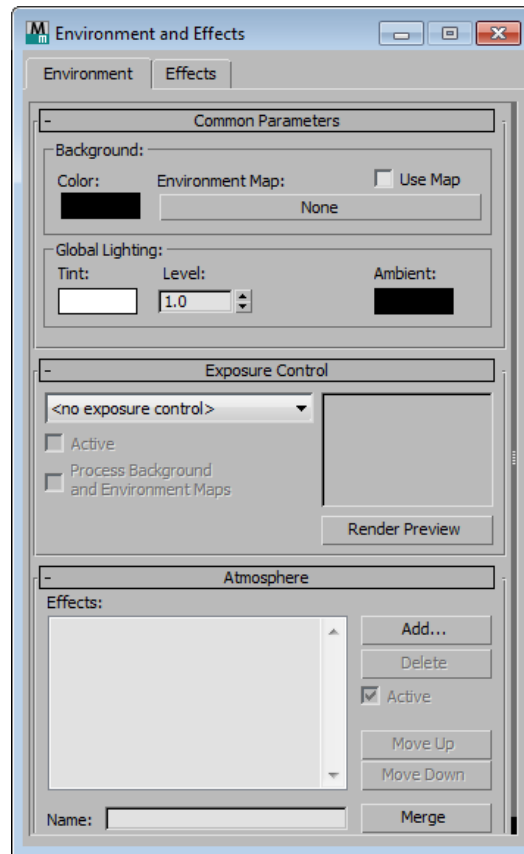 Environment and Effects
Environment Effects
- Common Parameters
Background:
Color: Environment Map: Use Map
None
Global Lighting:
Tint: Level: Ambient:
1.0
- Exposure Control
<no exposure control>
Active
Process Background
and Environment Maps
Render Preview
- Atmosphere
Effects:
Add...
Delete
Active
Move Up
Move Down
Name: Merge